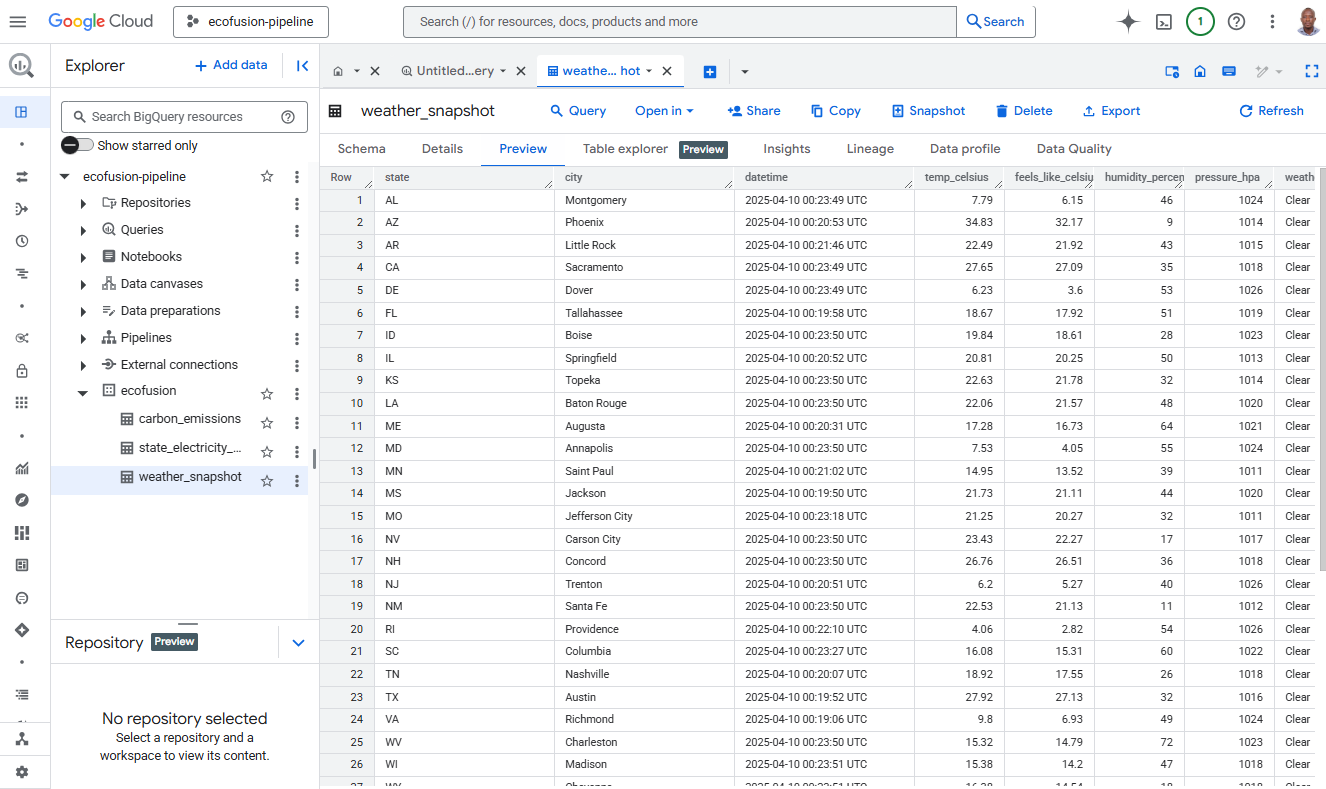 Google Cloud ecofusion-pipeline Search (/) for resources, docs, products and more Search 1
Explorer + Add data
Untitled...ery weathe... hot
Search BigQuery resources
Show starred only
weather_snapshot Query Open in Share Copy Snapshot Delete Export Refresh
Schema Details Preview Table explorer Preview Insights Lineage Data profile Data Quality
ecofusion-pipeline
Repositories
Queries
Notebooks
Data canvases
Data preparations
Pipelines
External connections
ecofusion
carbon_emissions
state_electricity_...
weather_snapshot
Repository Preview
No repository selected
Select a repository and a
workspace to view its content.
Row state city datetime temp_celsius feels_like_celsiu humidity_percen pressure_hpa weath
1 AL Montgomery 2025-04-10 00:23:49 UTC 7.79 6.15 46 1024 Clear
2 AZ Phoenix 2025-04-10 00:20:53 UTC 34.83 32.17 9 1014 Clear
3 AR Little Rock 2025-04-10 00:21:46 UTC 22.49 21.92 43 1015 Clear
4 CA Sacramento 2025-04-10 00:23:49 UTC 27.65 27.09 35 1018 Clear
5 DE Dover 2025-04-10 00:23:49 UTC 6.23 3.6 53 1026 Clear
6 FL Tallahassee 2025-04-10 00:19:58 UTC 18.67 17.92 51 1019 Clear
7 ID Boise 2025-04-10 00:23:50 UTC 19.84 18.61 28 1023 Clear
8 IL Springfield 2025-04-10 00:20:52 UTC 20.81 20.25 50 1013 Clear
9 KS Topeka 2025-04-10 00:23:50 UTC 22.63 21.78 32 1014 Clear
10 LA Baton Rouge 2025-04-10 00:23:50 UTC 22.06 21.57 48 1020 Clear
11 ME Augusta 2025-04-10 00:20:31 UTC 17.28 16.73 64 1021 Clear
12 MD Annapolis 2025-04-10 00:23:50 UTC 7.53 4.05 55 1024 Clear
13 MN Saint Paul 2025-04-10 00:21:02 UTC 14.95 13.52 39 1011 Clear
14 MS Jackson 2025-04-10 00:19:50 UTC 21.73 21.11 44 1020 Clear
15 MO Jefferson City 2025-04-10 00:23:18 UTC 21.25 20.27 32 1011 Clear
16 NV Carson City 2025-04-10 00:23:50 UTC 23.43 22.27 17 1017 Clear
17 NH Concord 2025-04-10 00:23:50 UTC 26.76 26.51 36 1018 Clear
18 NJ Trenton 2025-04-10 00:20:51 UTC 6.2 5.27 40 1026 Clear
19 NM Santa Fe 2025-04-10 00:23:50 UTC 22.53 21.13 11 1012 Clear
20 RI Providence 2025-04-10 00:22:10 UTC 4.06 2.82 54 1026 Clear
21 SC Columbia 2025-04-10 00:23:27 UTC 16.08 15.31 60 1022 Clear
22 TN Nashville 2025-04-10 00:20:07 UTC 18.92 17.55 26 1018 Clear
23 TX Austin 2025-04-10 00:19:52 UTC 27.92 27.13 32 1016 Clear
24 VA Richmond 2025-04-10 00:19:06 UTC 9.8 6.93 49 1024 Clear
25 WV Charleston 2025-04-10 00:23:50 UTC 15.32 14.79 72 1023 Clear
26 WI Madison 2025-04-10 00:23:51 UTC 15.38 14.2 47 1018 Clear